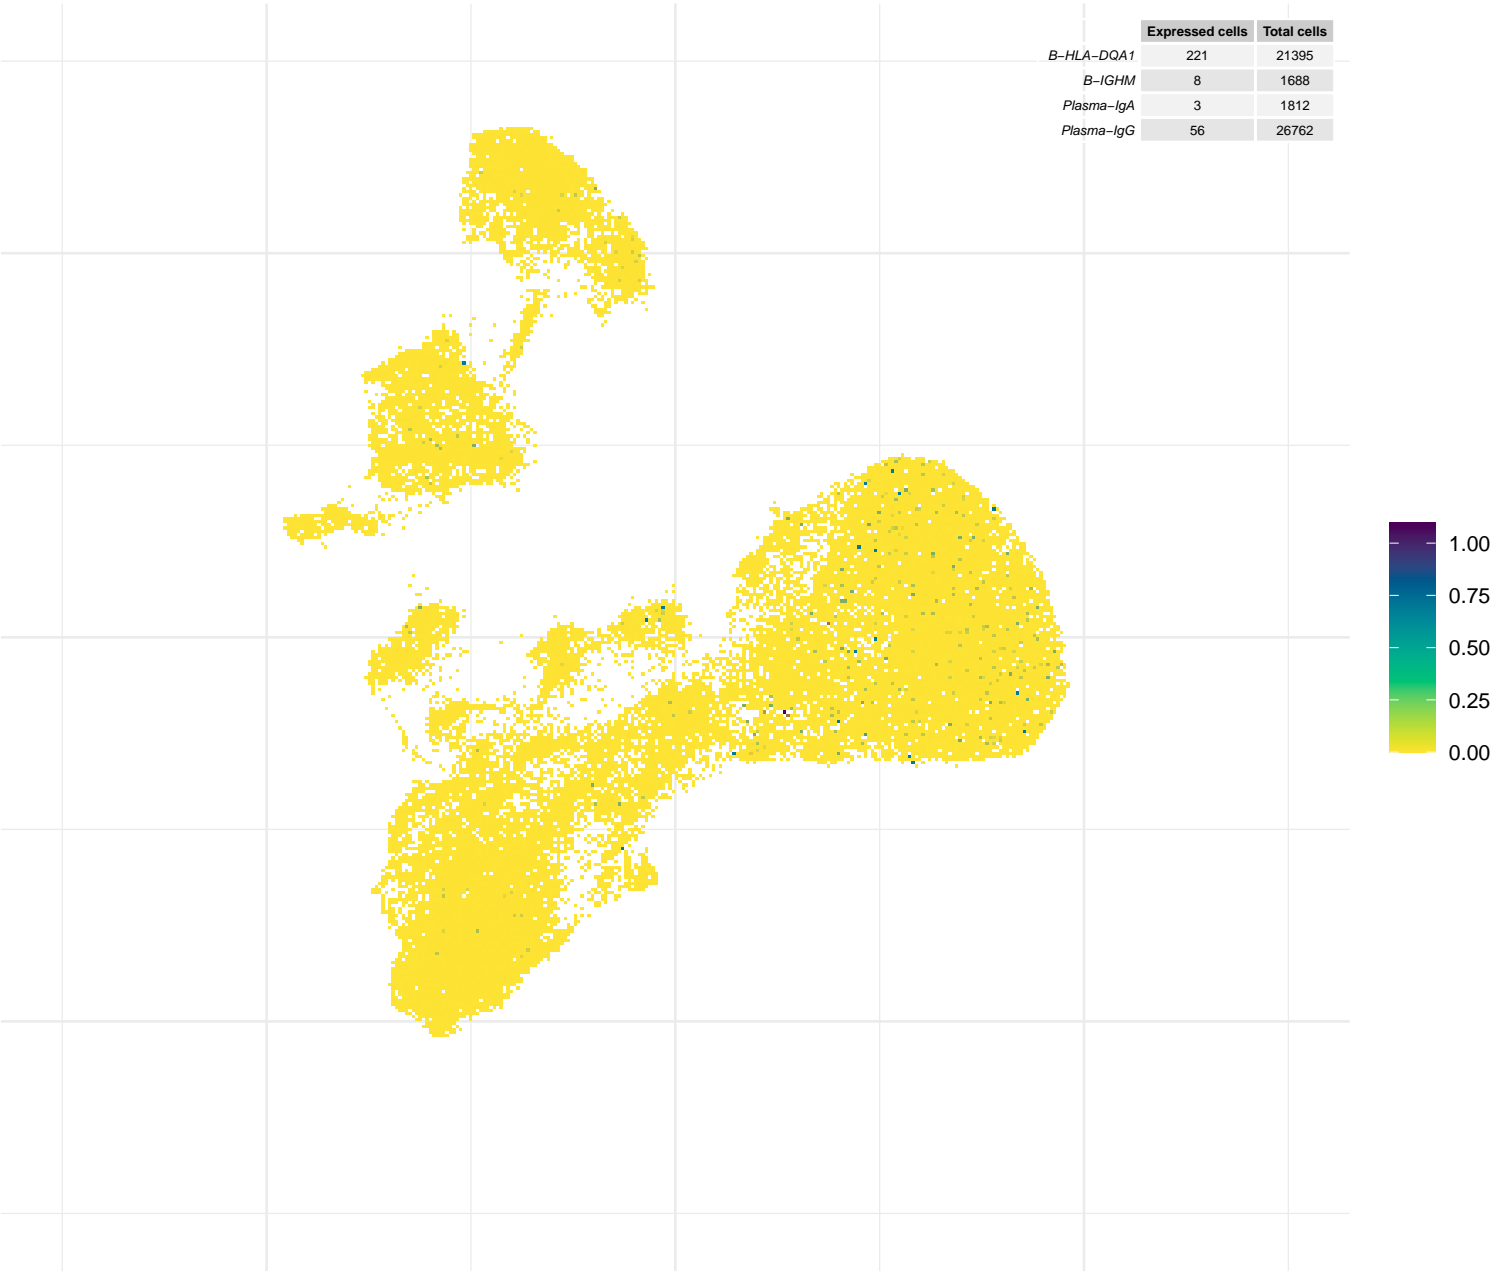 Expressed cells Total cells
B−HLA−DQA1 221 21395
B−IGHM 8 1688
Plasma−IgA 3 1812
Plasma−IgG 56 26762
1.00
0.75
0.50
0.25
0.00